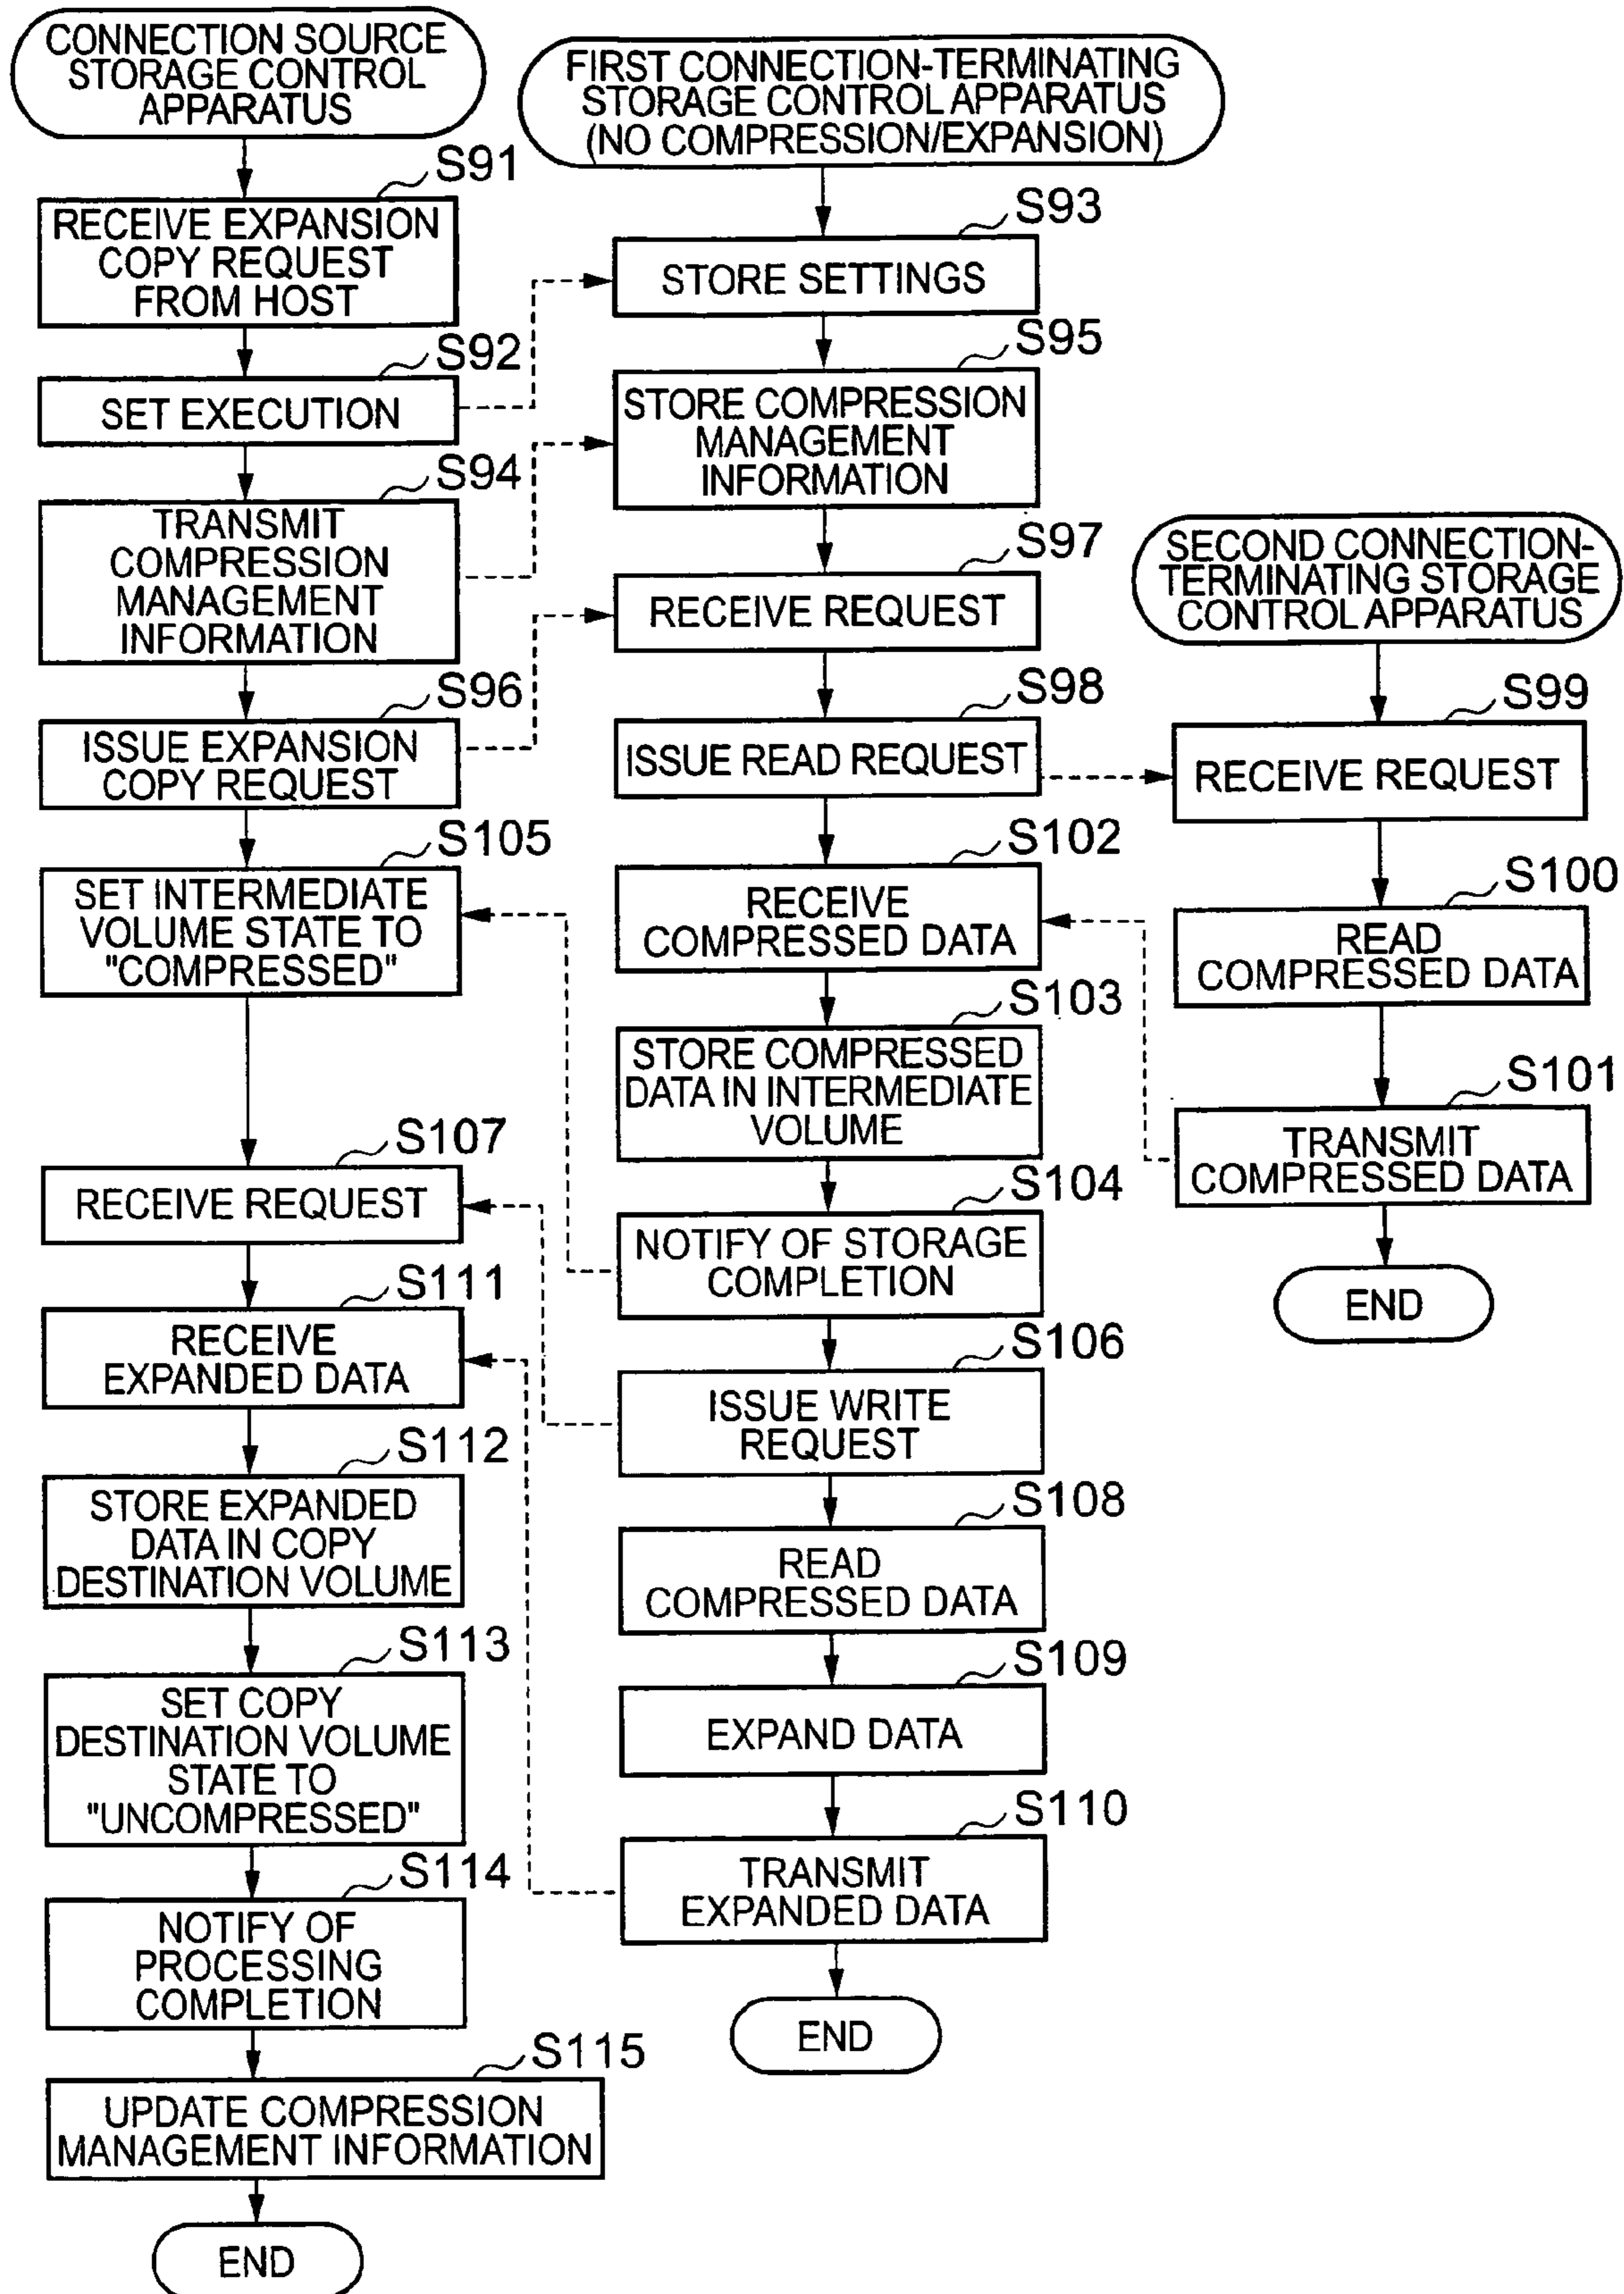 CONNECTION SOURCE
STORAGE CONTROL
APPARATUS
S91
RECEIVE EXPANSION
COPY REQUEST
FROM HOST
S92
SET EXECUTION
S94
TRANSMIT
COMPRESSION
MANAGEMENT
INFORMATION
S96
ISSUE EXPANSION
COPY REQUEST
S105
SET INTERMEDIATE
VOLUME STATE TO
"COMPRESSED"
S107
RECEIVE REQUEST
S111
RECEIVE
EXPANDED DATA
S112
STORE EXPANDED
DATA IN COPY
DESTINATION VOLUME
S113
SET COPY
DESTINATION VOLUME
STATE TO
"UNCOMPRESSED"
S114
NOTIFY OF
PROCESSING
COMPLETION
S115
UPDATE COMPRESSION
MANAGEMENT INFORMATION
END
FIRST CONNECTION-TERMINATING
STORAGE CONTROL APPARATUS
(NO COMPRESSION/EXPANSION)
S93
STORE SETTINGS
S95
STORE COMPRESSION
MANAGEMENT
INFORMATION
S97
RECEIVE REQUEST
S98
ISSUE READ REQUEST
S102
RECEIVE
COMPRESSED DATA
S103
STORE COMPRESSED
DATA IN INTERMEDIATE
VOLUME
S104
NOTIFY OF STORAGE
COMPLETION
S106
ISSUE WRITE
REQUEST
S108
READ
COMPRESSED DATA
S109
EXPAND DATA
S110
TRANSMIT
EXPANDED DATA
END
SECOND CONNECTION-
TERMINATING STORAGE
CONTROL APPARATUS
S99
RECEIVE REQUEST
S100
READ
COMPRESSED DATA
S101
TRANSMIT
COMPRESSED DATA
END